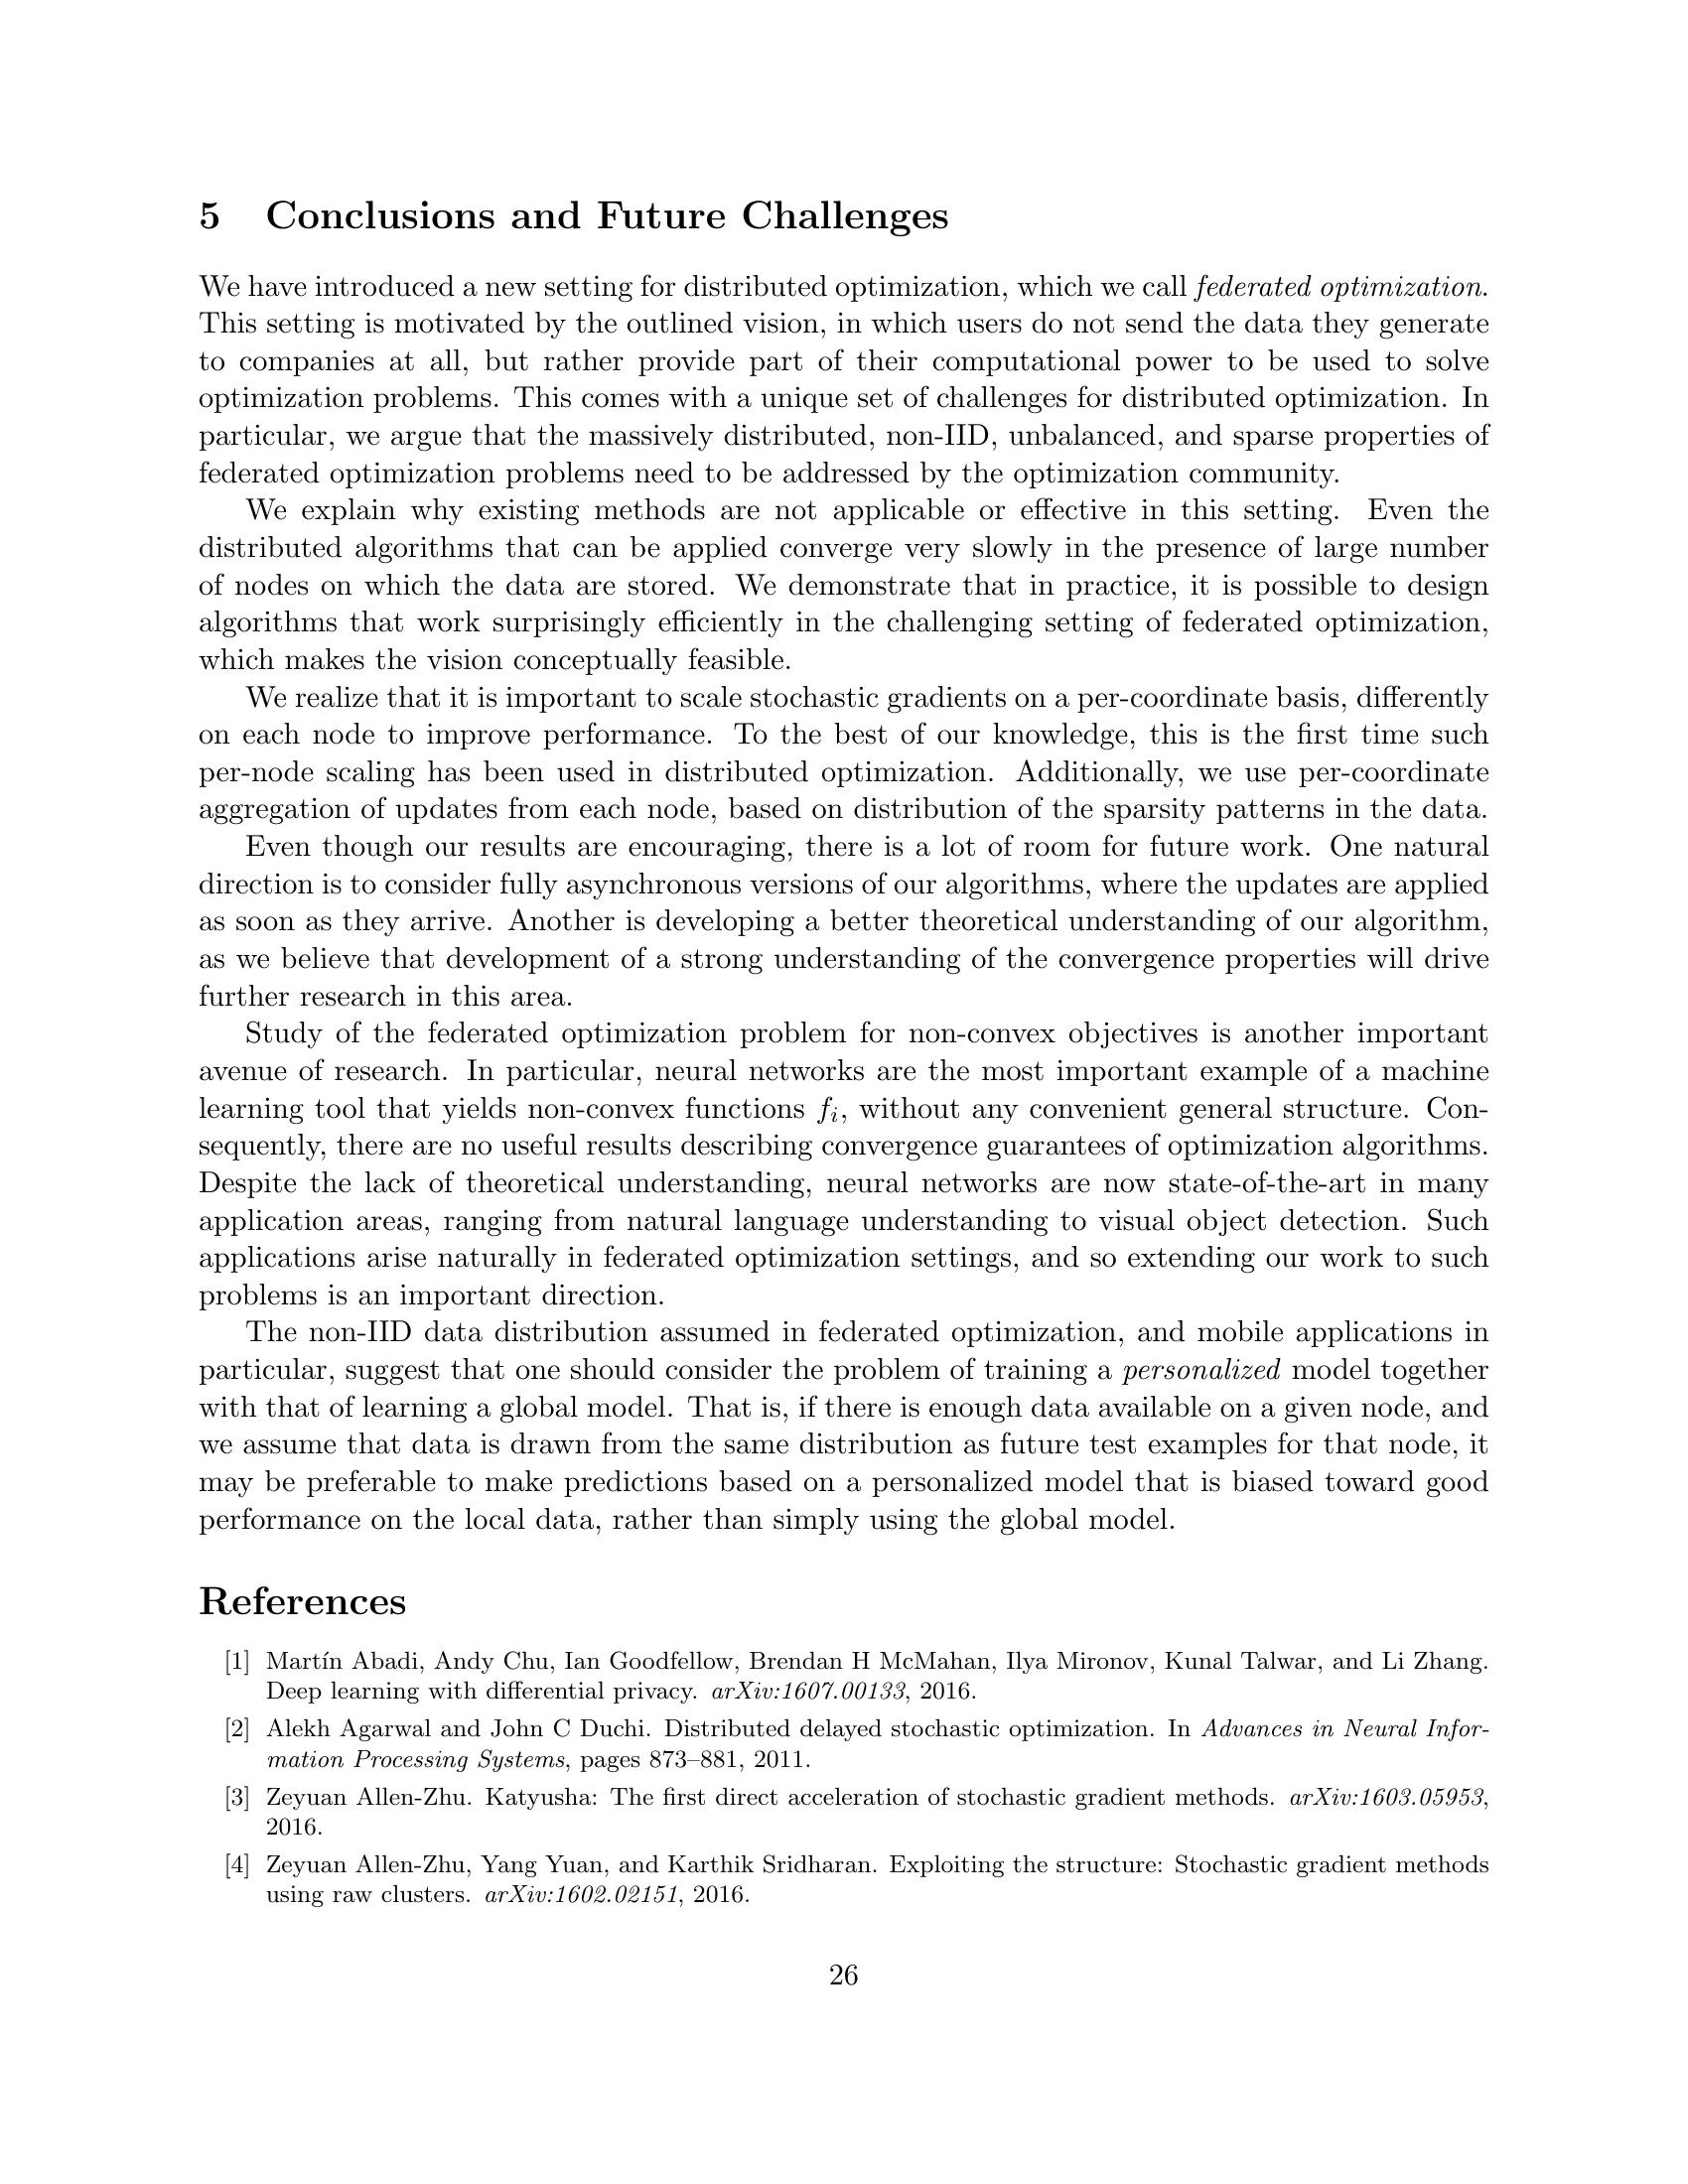 5 Conclusions and Future Challenges
We have introduced a new setting for distributed optimization, which we call federated optimization.
This setting is motivated by the outlined vision, in which users do not send the data they generate
to companies at all, but rather provide part of their computational power to be used to solve
optimization problems. This comes with a unique set of challenges for distributed optimization. In
particular, we argue that the massively distributed, non-IID, unbalanced, and sparse properties of
federated optimization problems need to be addressed by the optimization community.
We explain why existing methods are not applicable or effective in this setting. Even the
distributed algorithms that can be applied converge very slowly in the presence of large number
of nodes on which the data are stored. We demonstrate that in practice, it is possible to design
algorithms that work surprisingly efficiently in the challenging setting of federated optimization,
which makes the vision conceptually feasible.
We realize that it is important to scale stochastic gradients on a per-coordinate basis, differently
on each node to improve performance. To the best of our knowledge, this is the first time such
per-node scaling has been used in distributed optimization. Additionally, we use per-coordinate
aggregation of updates from each node, based on distribution of the sparsity patterns in the data.
Even though our results are encouraging, there is a lot of room for future work. One natural
direction is to consider fully asynchronous versions of our algorithms, where the updates are applied
as soon as they arrive. Another is developing a better theoretical understanding of our algorithm,
as we believe that development of a strong understanding of the convergence properties will drive
further research in this area.
Study of the federated optimization problem for non-convex objectives is another important
avenue of research. In particular, neural networks are the most important example of a machine
learning tool that yields non-convex functions f_i, without any convenient general structure. Con-
sequently, there are no useful results describing convergence guarantees of optimization algorithms.
Despite the lack of theoretical understanding, neural networks are now state-of-the-art in many
application areas, ranging from natural language understanding to visual object detection. Such
applications arise naturally in federated optimization settings, and so extending our work to such
problems is an important direction.
The non-IID data distribution assumed in federated optimization, and mobile applications in
particular, suggest that one should consider the problem of training a personalized model together
with that of learning a global model. That is, if there is enough data available on a given node, and
we assume that data is drawn from the same distribution as future test examples for that node, it
may be preferable to make predictions based on a personalized model that is biased toward good
performance on the local data, rather than simply using the global model.
References
[1] Martín Abadi, Andy Chu, Ian Goodfellow, Brendan H McMahan, Ilya Mironov, Kunal Talwar, and Li Zhang.
Deep learning with differential privacy. arXiv:1607.00133, 2016.
[2] Alekh Agarwal and John C Duchi. Distributed delayed stochastic optimization. In Advances in Neural Infor-
mation Processing Systems, pages 873–881, 2011.
[3] Zeyuan Allen-Zhu. Katyusha: The first direct acceleration of stochastic gradient methods. arXiv:1603.05953,
2016.
[4] Zeyuan Allen-Zhu, Yang Yuan, and Karthik Sridharan. Exploiting the structure: Stochastic gradient methods
using raw clusters. arXiv:1602.02151, 2016.
26